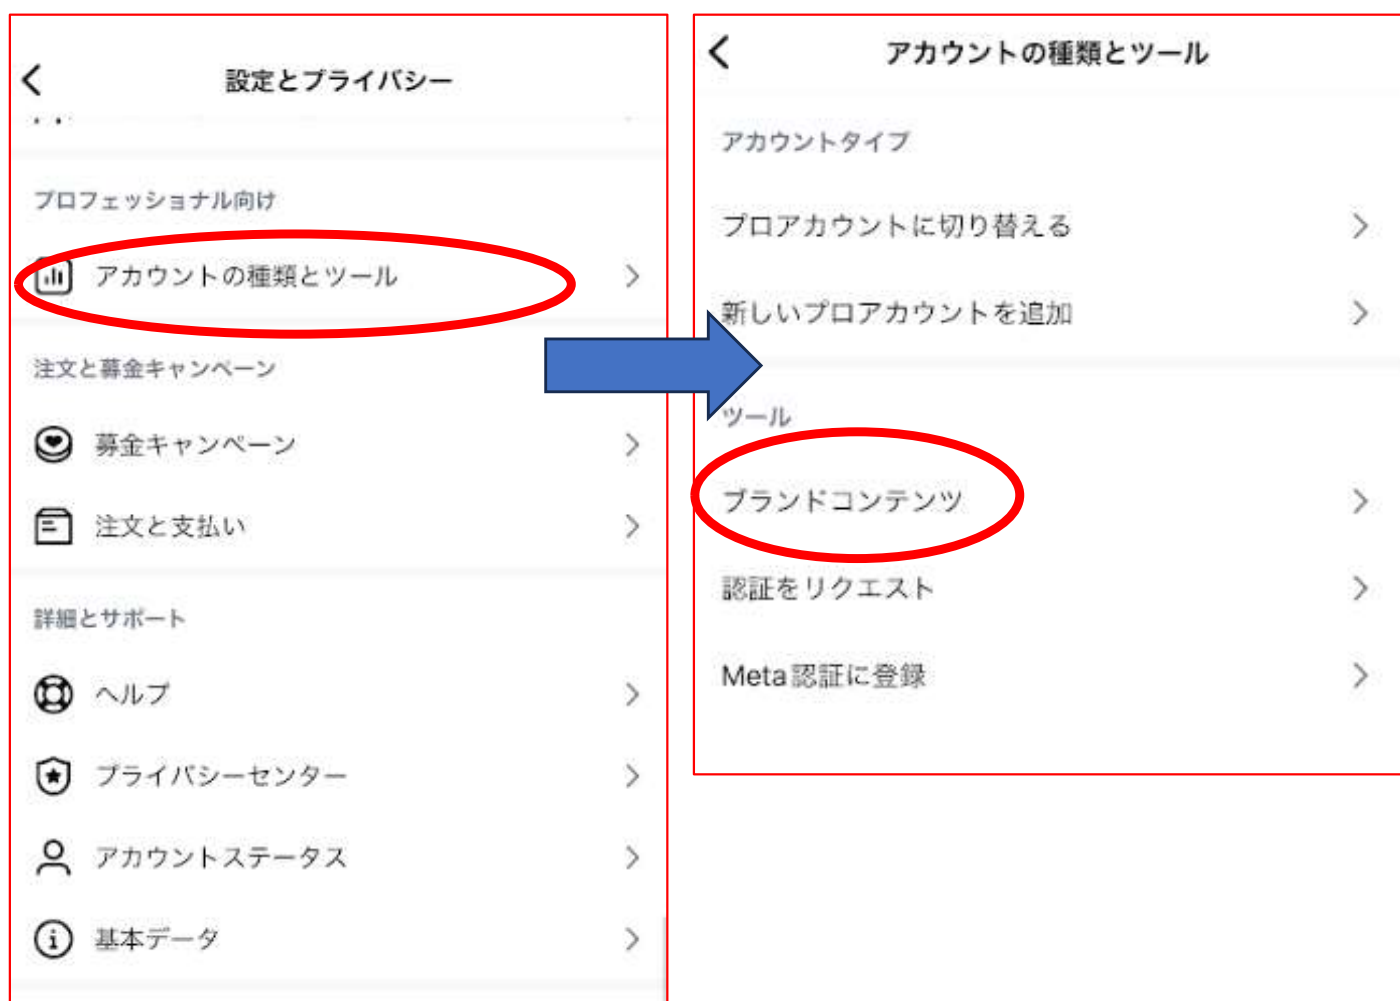 設定とプライバシー
プロフェッショナル向け
アカウントの種類とツール
注文と募金キャンペーン
募金キャンペーン
注文と支払い
詳細とサポート
ヘルプ
プライバシーセンター
アカウントステータス
基本データ
アカウントの種類とツール
アカウントタイプ
プロアカウントに切り替える
新しいプロアカウントを追加
ツール
ブランドコンテンツ
認証をリクエスト
Meta認証に登録